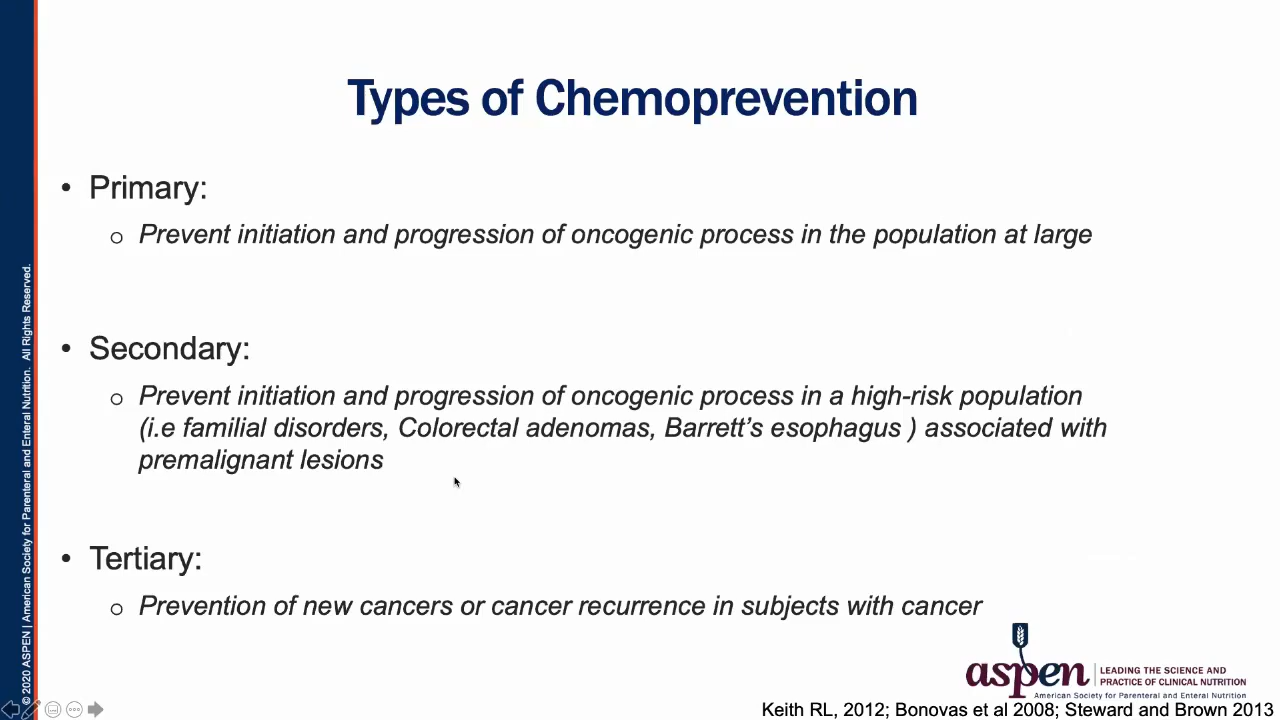 Types of Chemoprevention
• Primary:
o Prevent initiation and progression of oncogenic process in the population at large
• Secondary:
o Prevent initiation and progression of oncogenic process in a high-risk population
(i.e familial disorders, Colorectal adenomas, Barrett’s esophagus ) associated with
premalignant lesions
• Tertiary:
o Prevention of new cancers or cancer recurrence in subjects with cancer
© 2020 ASPEN | American Society for Parenteral and Enteral Nutrition. All Rights Reserved.
aspen
LEADING THE SCIENCE AND
PRACTICE OF CLINICAL NUTRITION
American Society for Parenteral and Enteral Nutrition
Keith RL, 2012; Bonovas et al 2008; Steward and Brown 2013